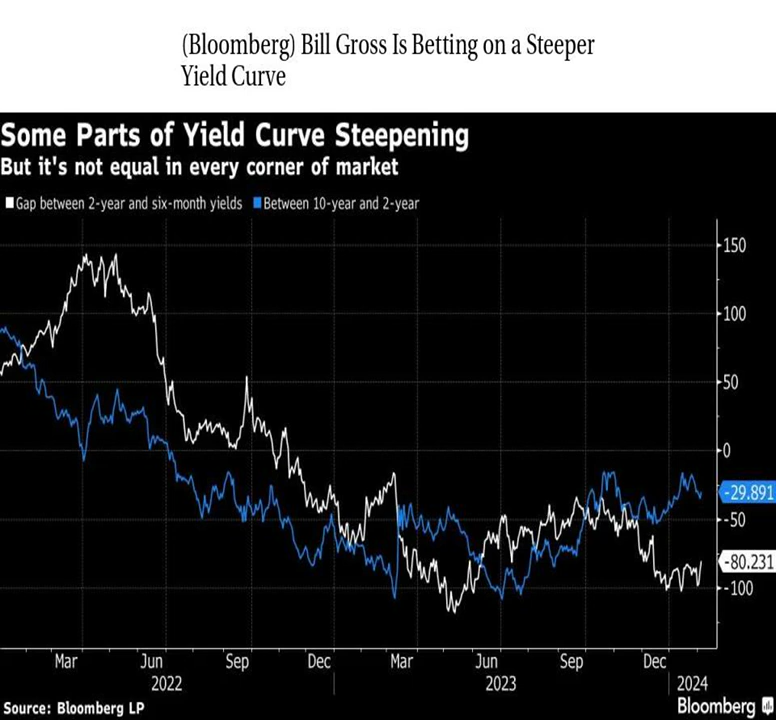 (Bloomberg) Bill Gross Is Betting on a Steeper
Yield Curve
Some Parts of Yield Curve Steepening
But it's not equal in every corner of market
Gap between 2-year and six-month yields Between 10-year and 2-year
150
100
50
0
-29.891
-50
-80.231
-100
Mar Jun Sep Dec Mar Jun Sep Dec
2022 2023 2024
Source: Bloomberg LP Bloomberg